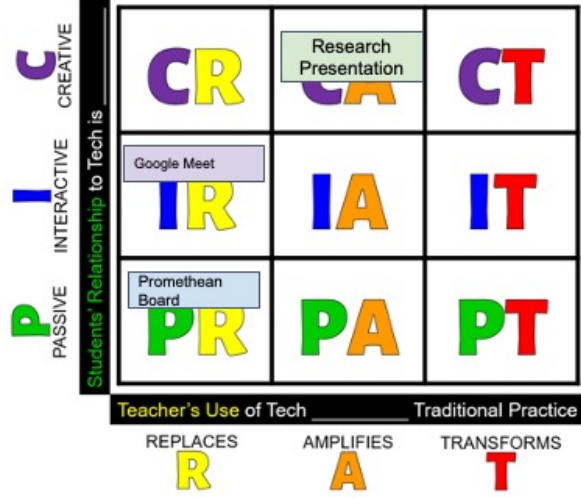 C
CREATIVE
I
INTERACTIVE
P
PASSIVE
Students' Relationship to Tech is ________
CR
Research
Presentation
CA
CT
Google Meet
IR
IA
IT
Promethean
Board
PR
PA
PT
Teacher's Use of Tech ________ Traditional Practice
REPLACES
R
AMPLIFIES
A
TRANSFORMS
T